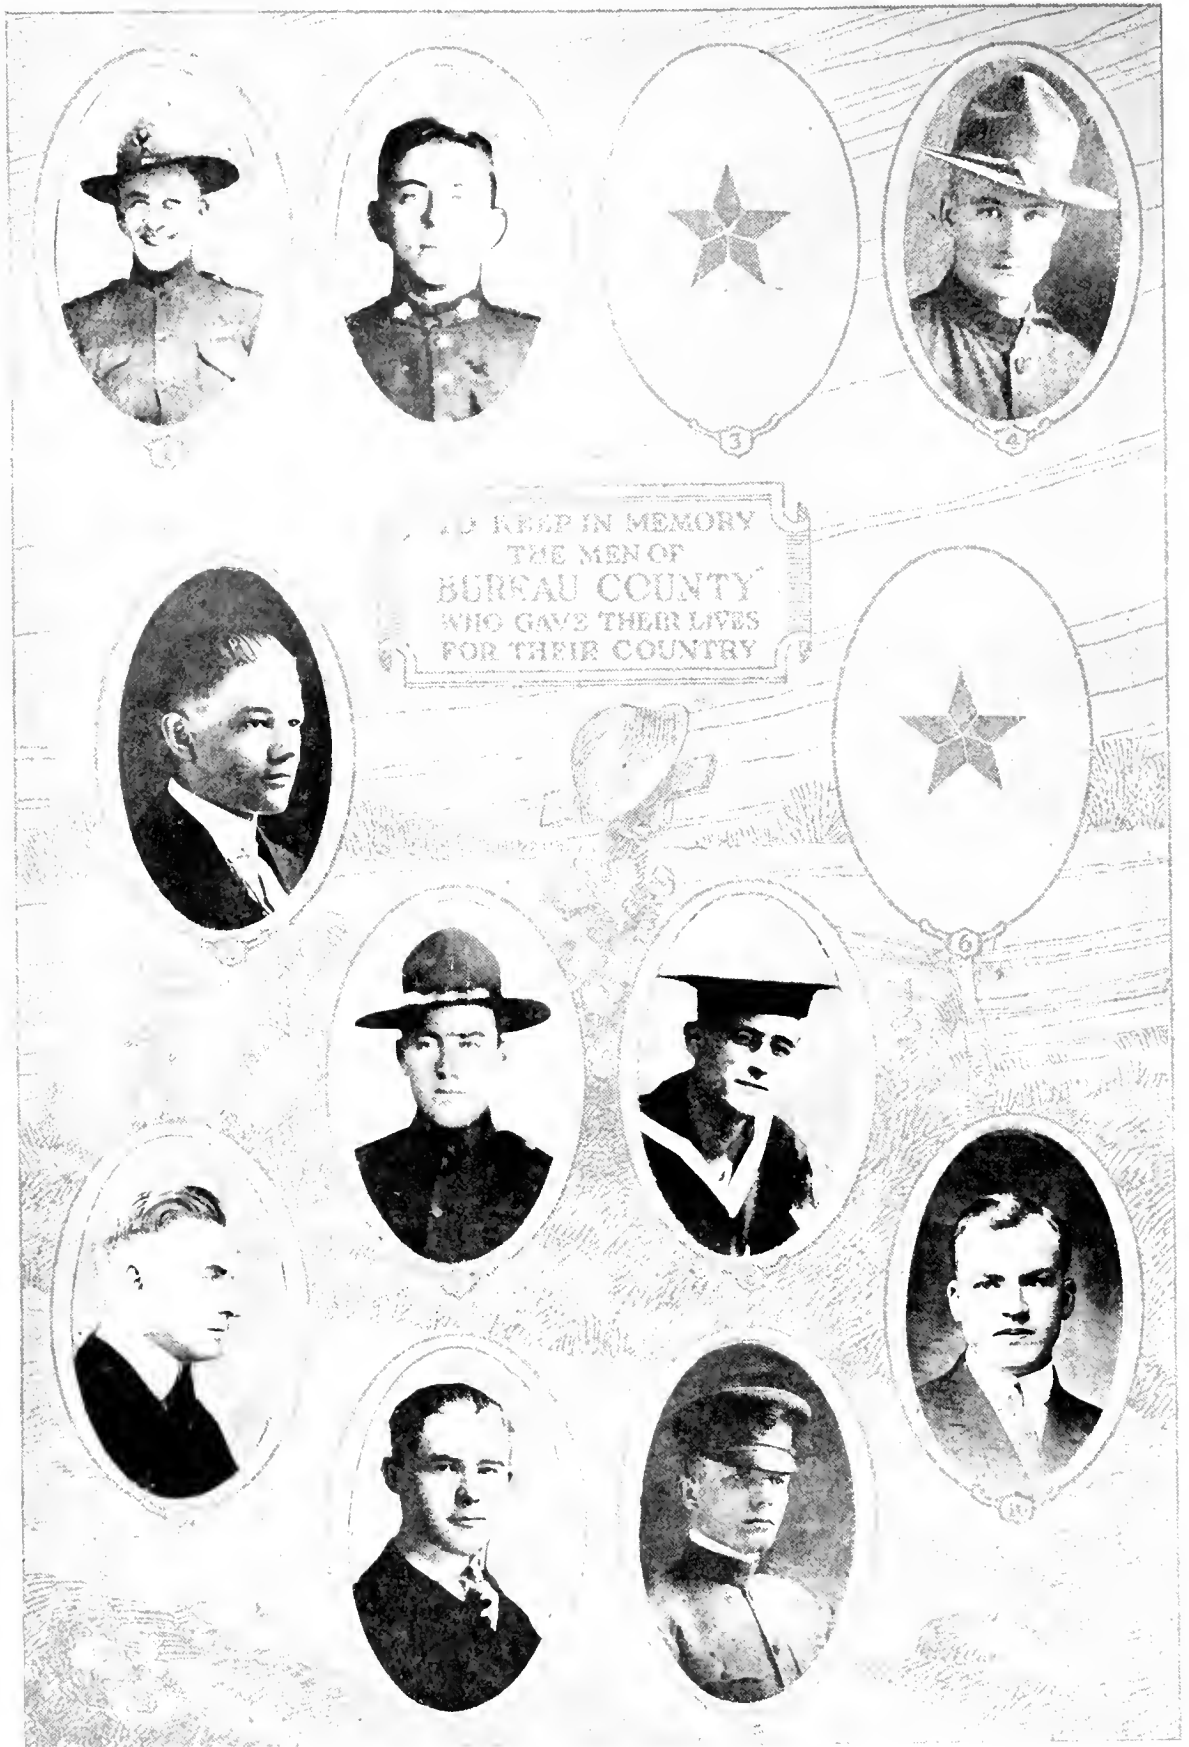 3
4
TO KEEP IN MEMORY
THE MEN OF
BUREAU COUNTY
WHO GAVE THEIR LIVES
FOR THEIR COUNTRY
6